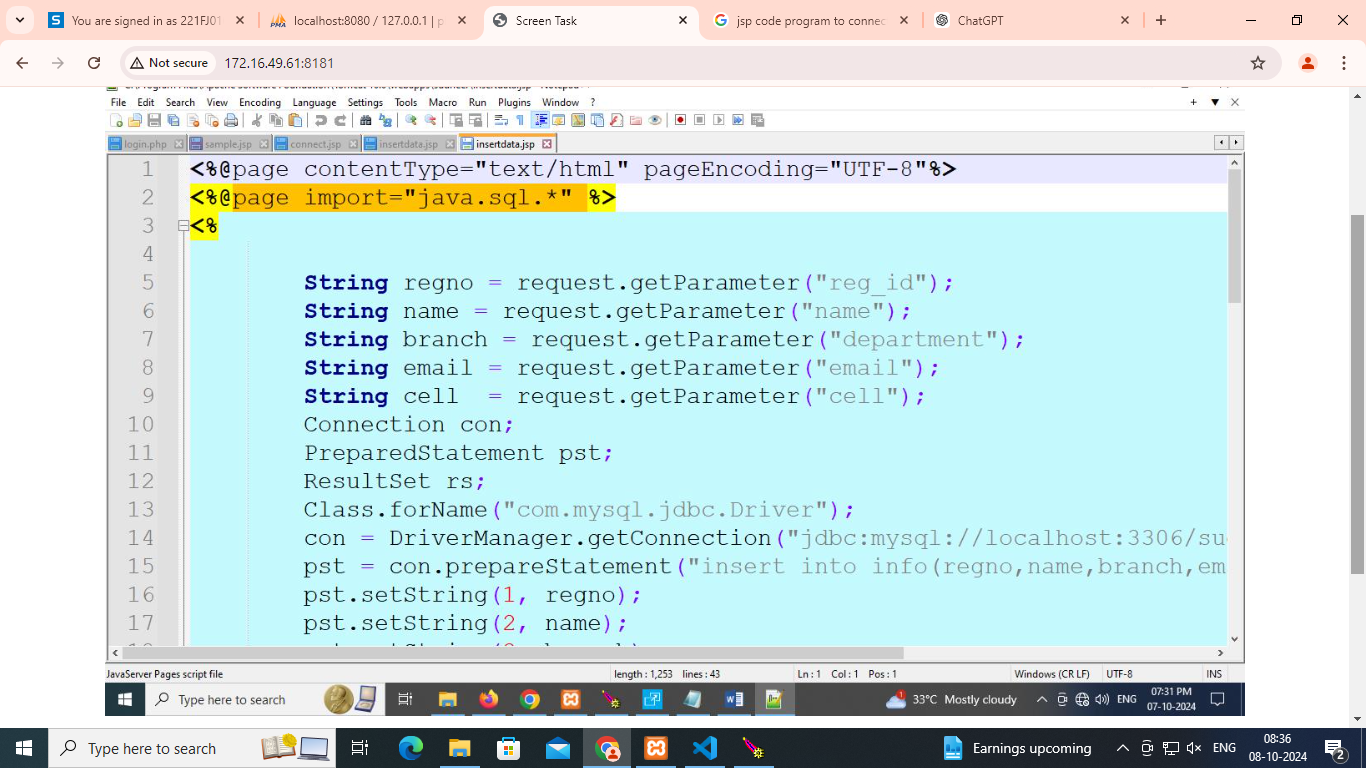 You are signed in as 221FJ01
localhost:8080 / 127.0.0.1 | p
Screen Task
jsp code program to connec
ChatGPT
Not secure
172.16.49.61:8181
File Edit Search View Encoding Language Settings Tools Macro Run Plugins Window ?
login.php sample.jsp connect.jsp insertdata.jsp insertdata.jsp
1 <%@page contentType="text/html" pageEncoding="UTF-8"%>
2 <%@page import="java.sql.*" %>
3 <%
4
5 String regno = request.getParameter("reg_id");
6 String name = request.getParameter("name");
7 String branch = request.getParameter("department");
8 String email = request.getParameter("email");
9 String cell  = request.getParameter("cell");
10 Connection con;
11 PreparedStatement pst;
12 ResultSet rs;
13 Class.forName("com.mysql.jdbc.Driver");
14 con = DriverManager.getConnection("jdbc:mysql://localhost:3306/su
15 pst = con.prepareStatement("insert into info(regno,name,branch,em
16 pst.setString(1, regno);
17 pst.setString(2, name);
JavaServer Pages script file length : 1,253 lines : 43 Ln : 1 Col : 1 Pos : 1 Windows (CR LF) UTF-8 INS
Type here to search 33°C Mostly cloudy ENG 07:31 PM
07-10-2024
Type here to search Earnings upcoming ENG 08:36
08-10-2024 2